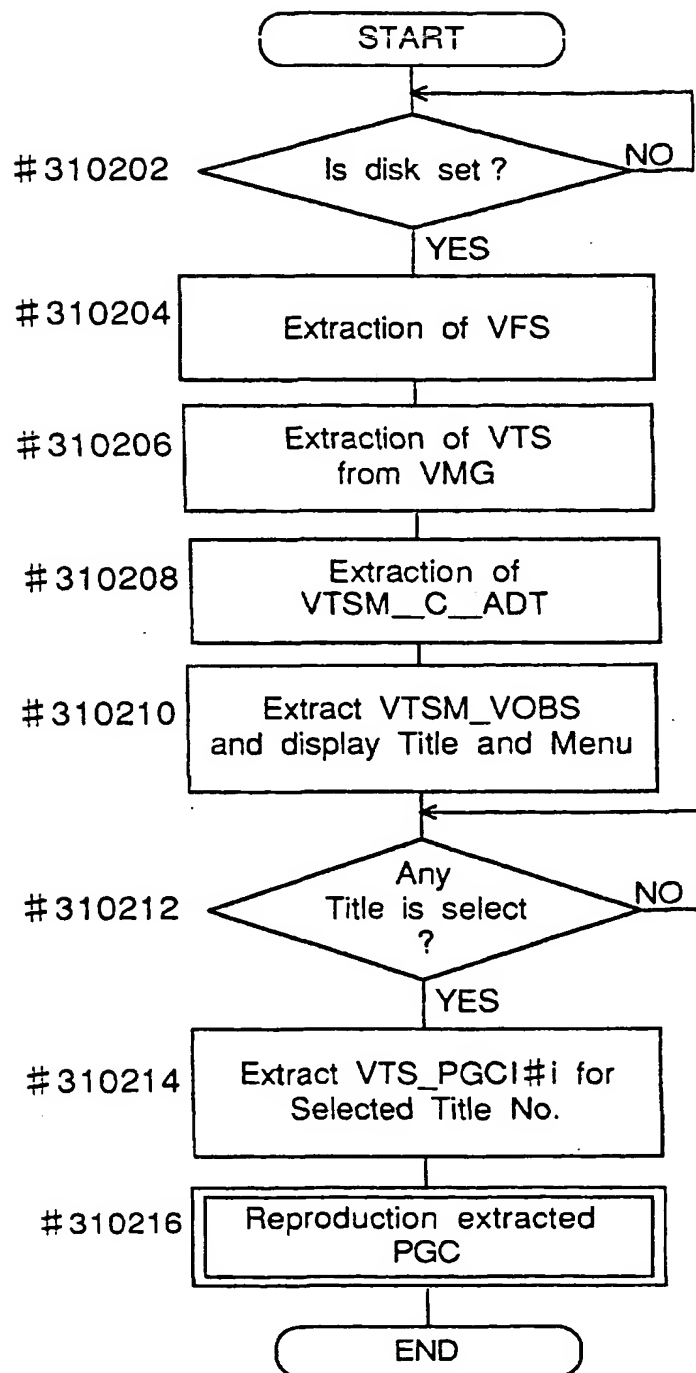 START
#310202
Is disk set ?
NO
YES
#310204
Extraction of VFS
#310206
Extraction of VTS
from VMG
#310208
Extraction of
VTSM__C__ADT
#310210
Extract VTSM_VOBS
and display Title and Menu
#310212
Any
Title is select
?
NO
YES
#310214
Extract VTS_PGCI#i for
Selected Title No.
#310216
Reproduction extracted
PGC
END